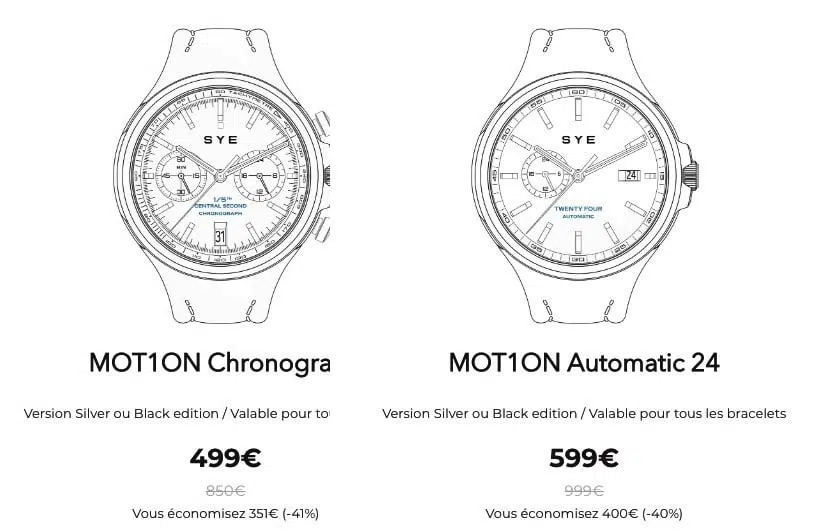 SYE
1/5TH
CENTRAL SECOND
CHRONOGRAPH
31
SYE
24
TWENTY FOUR
AUTOMATIC
MOT1ON Chronogra
Version Silver ou Black edition / Valable pour to
499€
850€
Vous économisez 351€ (-41%)
MOT1ON Automatic 24
Version Silver ou Black edition / Valable pour tous les bracelets
599€
999€
Vous économisez 400€ (-40%)